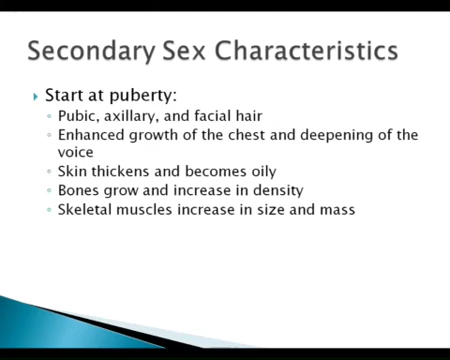 Secondary Sex Characteristics
Start at puberty:
Pubic, axillary, and facial hair
Enhanced growth of the chest and deepening of the
voice
Skin thickens and becomes oily
Bones grow and increase in density
Skeletal muscles increase in size and mass